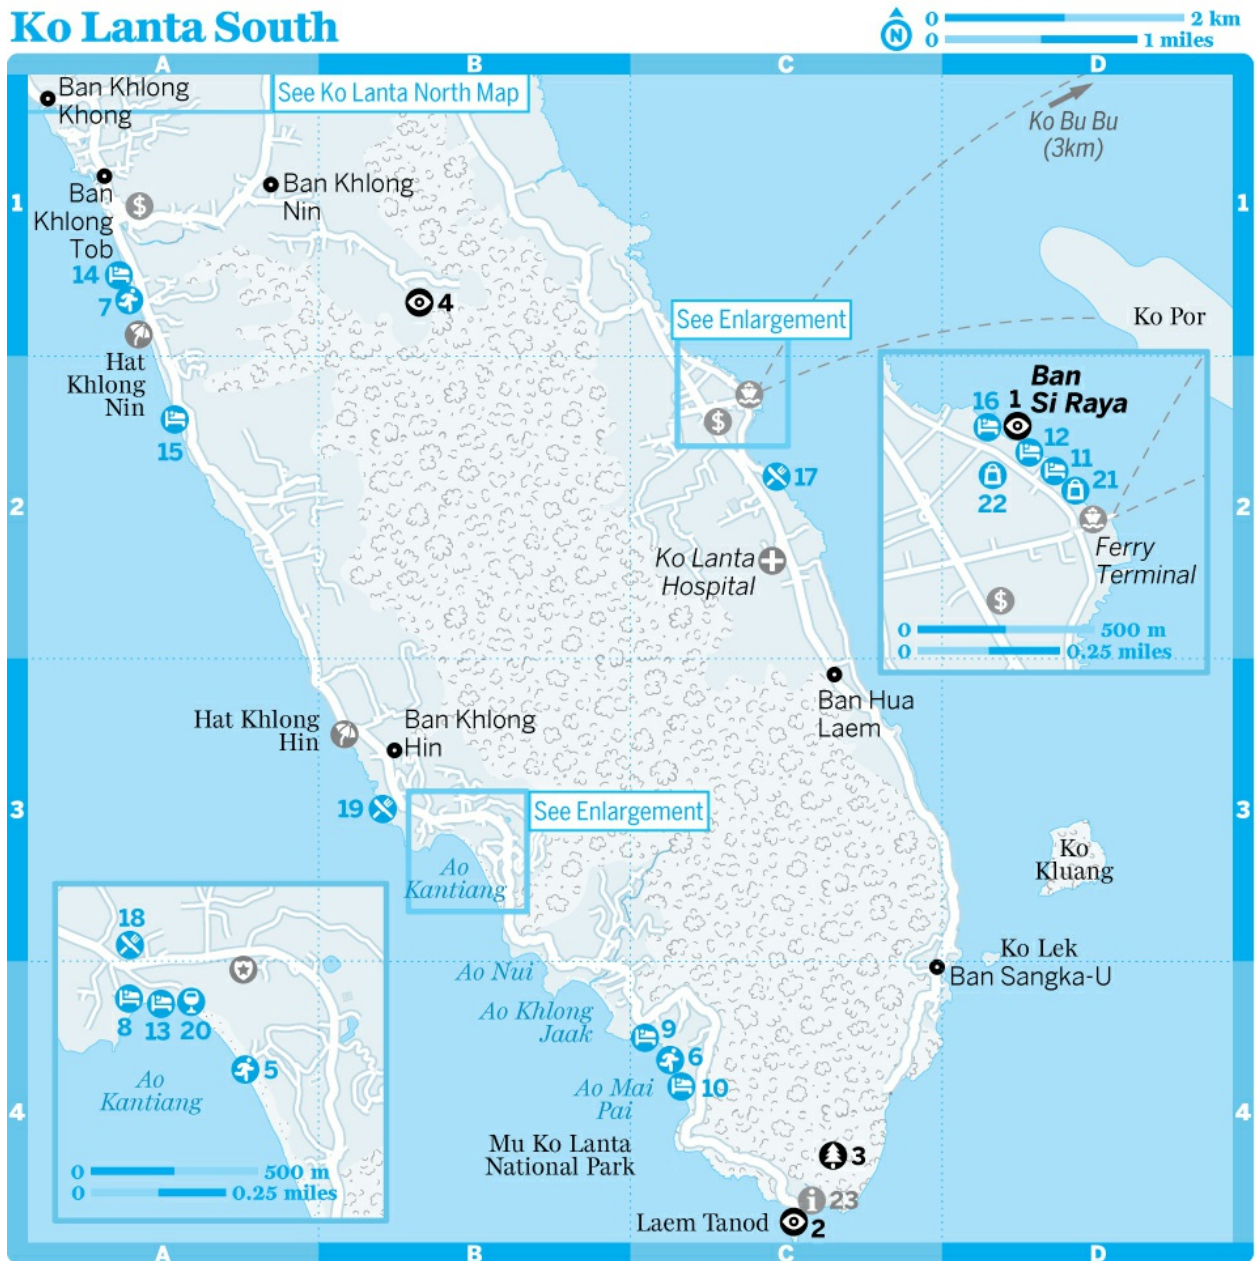 Ko Lanta South
N
0 2 km
0 1 miles
A B C D
Ban Khlong
Khong
See Ko Lanta North Map
Ko Bu Bu
(3km)
Ban Khlong
Nin
1 1
Ban
Khlong
Tob
$
14
7
4
See Enlargement
Ko Por
Hat
Khlong
Nin
15
$
17
Ban
Si Raya
16 1
12
11
21
22
Ferry
Terminal
$
0 500 m
0 0.25 miles
2 2
Ko Lanta
Hospital
Ban Hua
Laem
Hat Khlong
Hin
Ban Khlong
Hin
19
See Enlargement
3 3
Ao
Kantiang
Ko
Kluang
18
8 13 20
5
Ao
Kantiang
0 500 m
0 0.25 miles
Ao Nui
Ko Lek
Ban Sangka-U
Ao Khlong
Jaak
9
6
10
Ao Mai
Pai
4 4
Mu Ko Lanta
National Park
3
i 23
Laem Tanod 2
A B C D